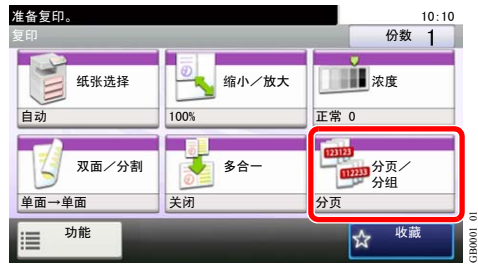 准备复印。
10:10
复印
份数 1
纸张选择
自动
缩小／放大
100%
浓度
正常 0
双面／分割
单面→单面
多合一
关闭
123123
112233
分页／
分组
分页
功能
收藏
GB0001_01